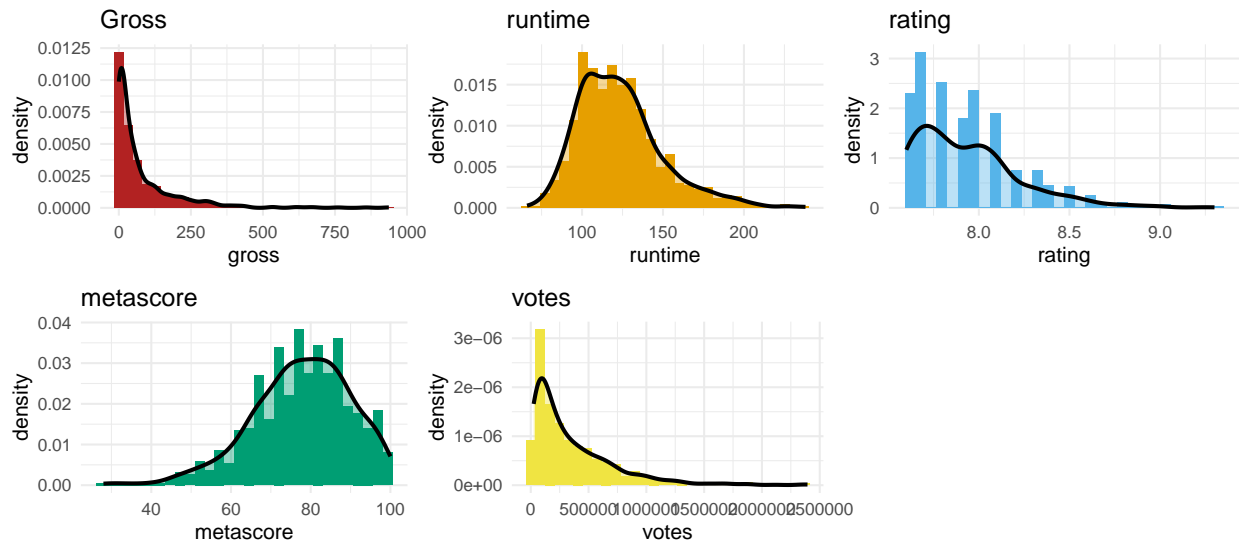 Gross
0.0125
0.0100
0.0075
0.0050
0.0025
0.0000
density
0 250 500 750 1000
gross
runtime
0.015
0.010
0.005
0.000
density
100 150 200
runtime
rating
3
2
1
0
density
8.0 8.5 9.0
rating
metascore
0.04
0.03
0.02
0.01
0.00
density
40 60 80 100
metascore
votes
3e−06
2e−06
1e−06
0e+00
density
0 500000 1000000 1500000 2000000 2500000
votes